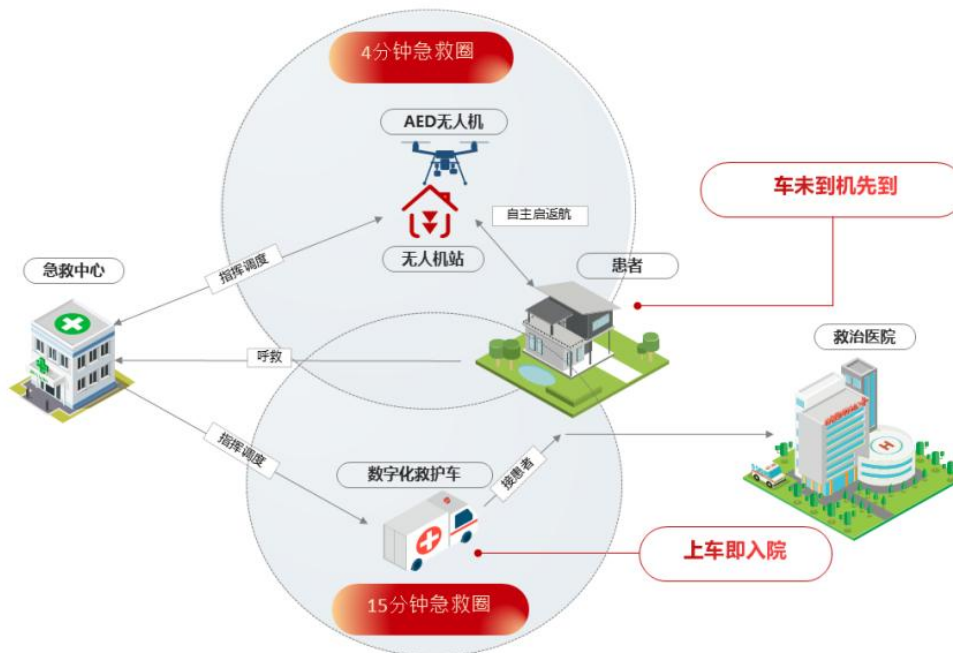 4分钟急救圈
AED无人机
车未到机先到
自主启返航
无人机站
患者
急救中心
指挥调度
救治医院
呼救
指挥调度
数字化救护车
接患者
H
上车即入院
15分钟急救圈